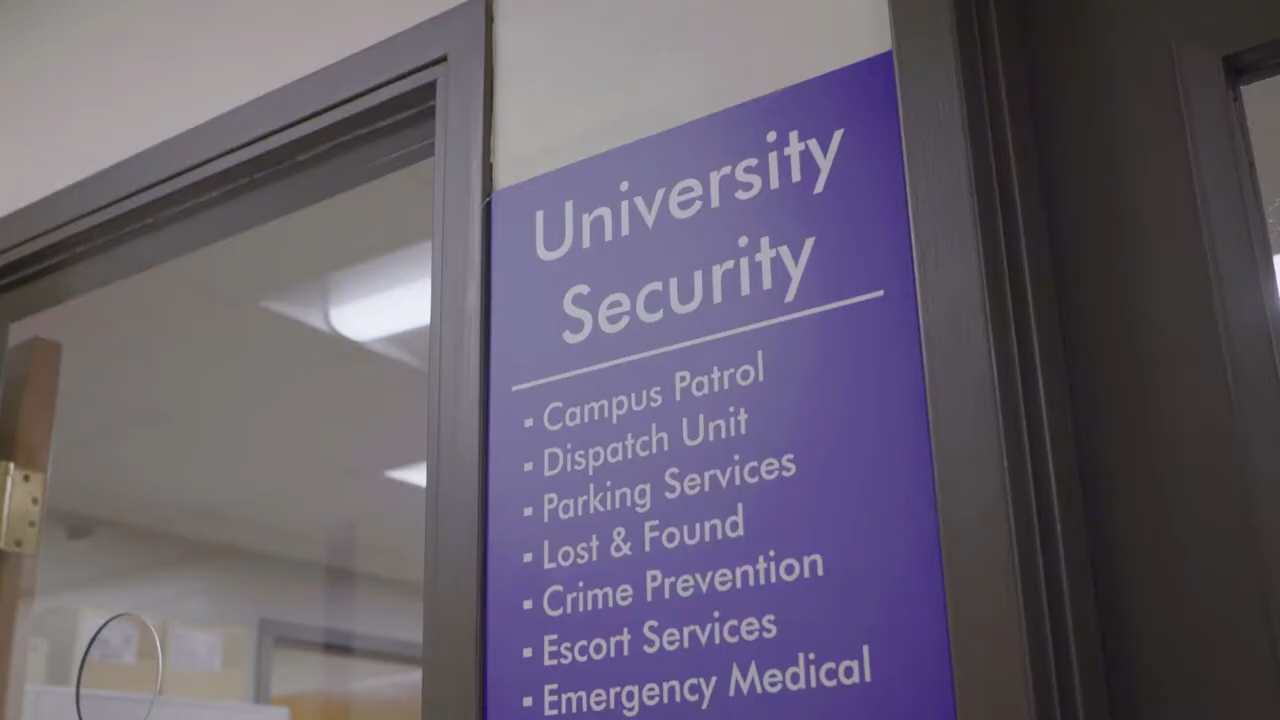 University
Security
▪ Campus Patrol
▪ Dispatch Unit
▪ Parking Services
▪ Lost & Found
▪ Crime Prevention
▪ Escort Services
▪ Emergency Medical